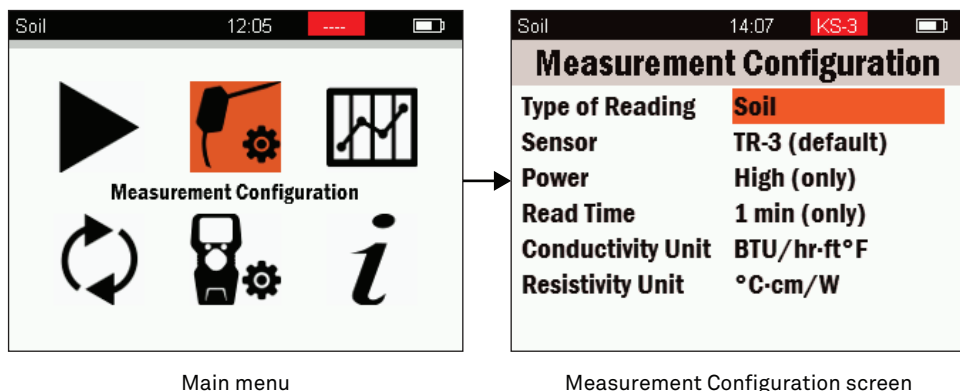 Soil 12:05 ----
Measurement Configuration
i
Main menu
Soil 14:07 KS-3
Measurement Configuration
Type of Reading Soil
Sensor TR-3 (default)
Power High (only)
Read Time 1 min (only)
Conductivity Unit BTU/hr·ft°F
Resistivity Unit °C·cm/W
Measurement Configuration screen